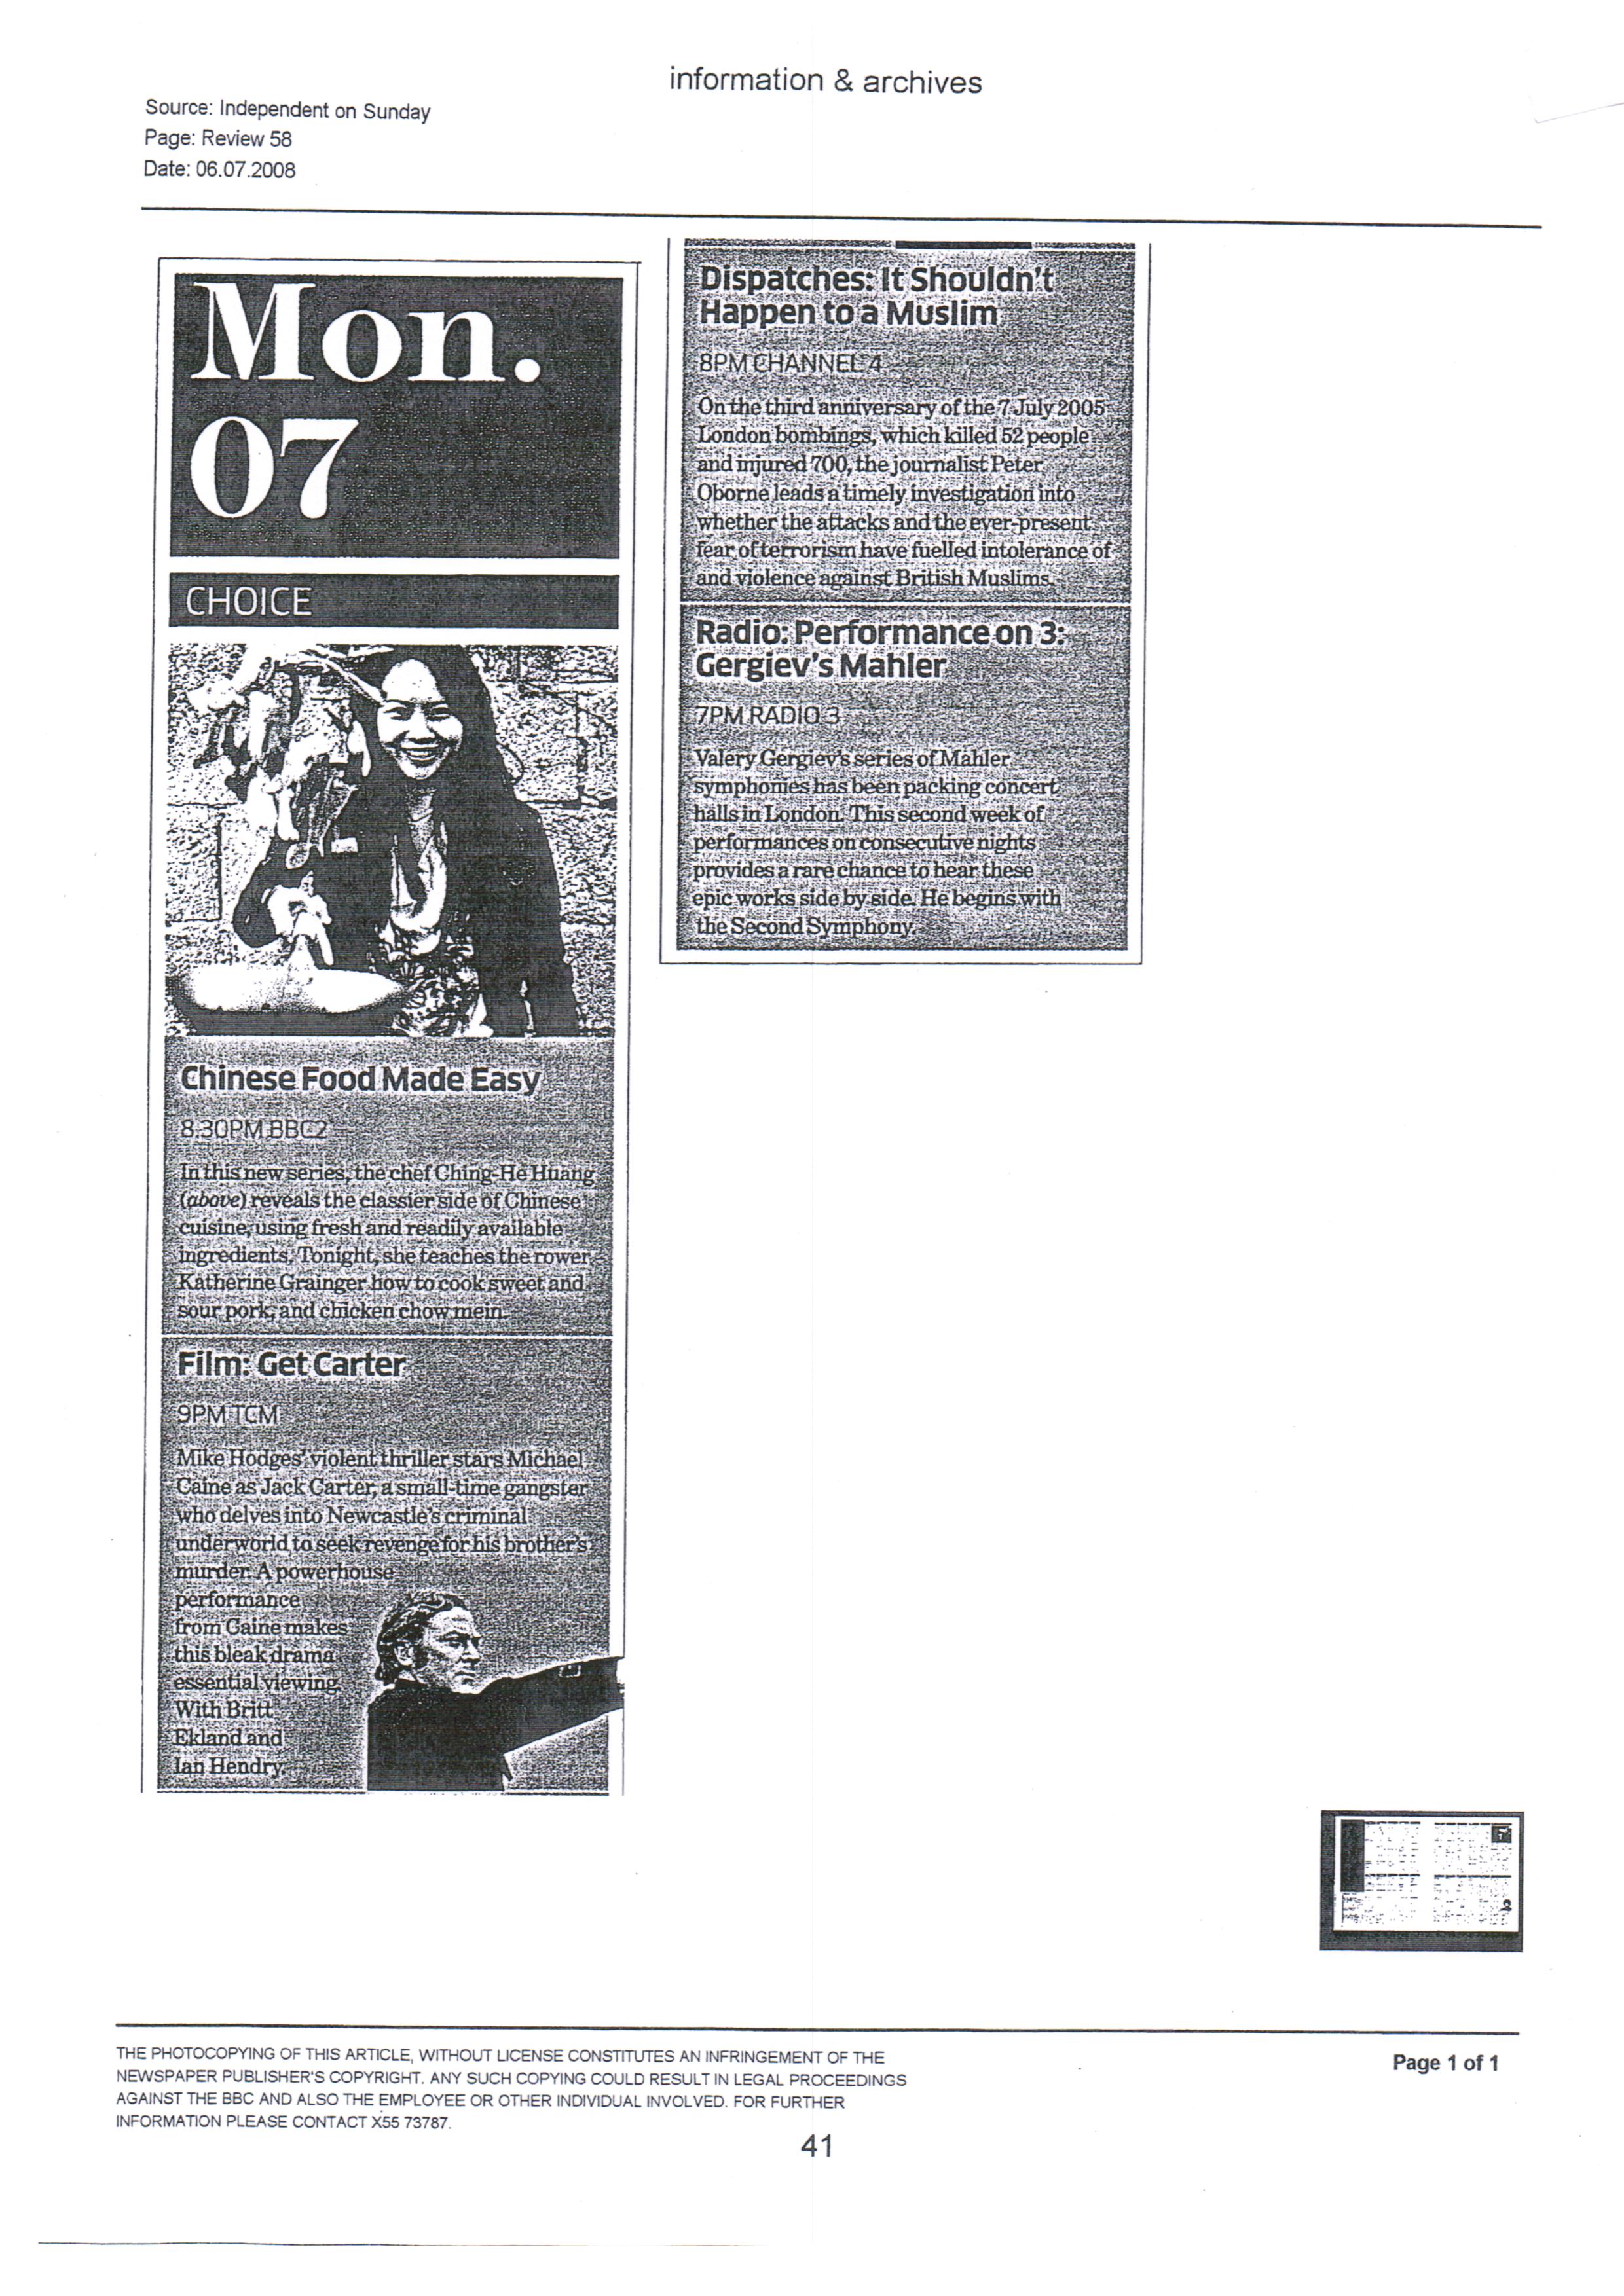 information & archives
Source: Independent on Sunday
Page: Review 58
Date: 06.07.2008
Mon.
07
CHOICE
Chinese Food Made Easy
8.30PM BBC2
In this new series, the chef Ching-He Huang
(above) reveals the classier side of Chinese
cuisine, using fresh and readily available
ingredients. Tonight, she teaches the rower
Katherine Grainger how to cook sweet and
sour pork, and chicken chow mein.
Film: Get Carter
9PM TCM
Mike Hodges' violent thriller stars Michael
Caine as Jack Carter, a small-time gangster
who delves into Newcastle's criminal
underworld to seek revenge for his brother's
murder. A powerhouse
performance
from Caine makes
this bleak drama
essential viewing.
With Britt
Ekland and
Ian Hendry.
Dispatches: It Shouldn't
Happen to a Muslim
8PM CHANNEL 4
On the third anniversary of the 7 July 2005
London bombings, which killed 52 people
and injured 700, the journalist Peter
Oborne leads a timely investigation into
whether the attacks and the ever-present
fear of terrorism have fuelled intolerance of
and violence against British Muslims.
Radio: Performance on 3:
Gergiev's Mahler
7PM RADIO 3
Valery Gergiev's series of Mahler
symphonies has been packing concert
halls in London. This second week of
performances on consecutive nights
provides a rare chance to hear these
epic works side by side. He begins with
the Second Symphony.
THE PHOTOCOPYING OF THIS ARTICLE, WITHOUT LICENSE CONSTITUTES AN INFRINGEMENT OF THE
NEWSPAPER PUBLISHER'S COPYRIGHT. ANY SUCH COPYING COULD RESULT IN LEGAL PROCEEDINGS
AGAINST THE BBC AND ALSO THE EMPLOYEE OR OTHER INDIVIDUAL INVOLVED. FOR FURTHER
INFORMATION PLEASE CONTACT X55 73787.
Page 1 of 1
41